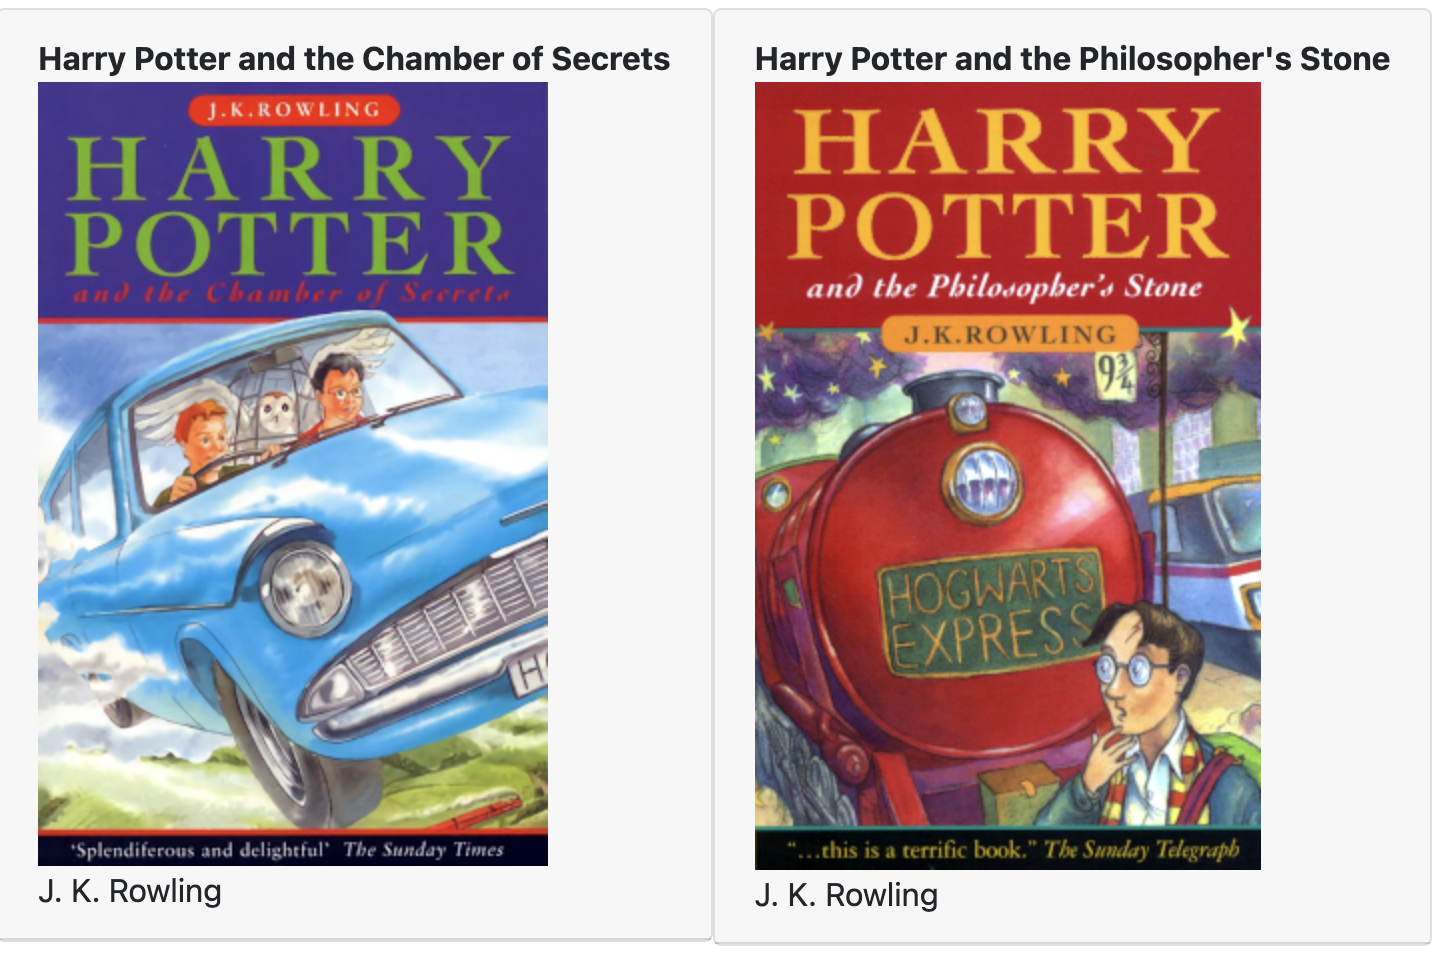 Harry Potter and the Chamber of Secrets
J.K.ROWLING
HARRY
POTTER
and the Chamber of Secrets
'Splendiferous and delightful' The Sunday Times
J. K. Rowling
Harry Potter and the Philosopher's Stone
HARRY
POTTER
and the Philosopher's Stone
J.K.ROWLING
9¾
HOGWARTS
EXPRESS
"...this is a terrific book." The Sunday Telegraph
J. K. Rowling